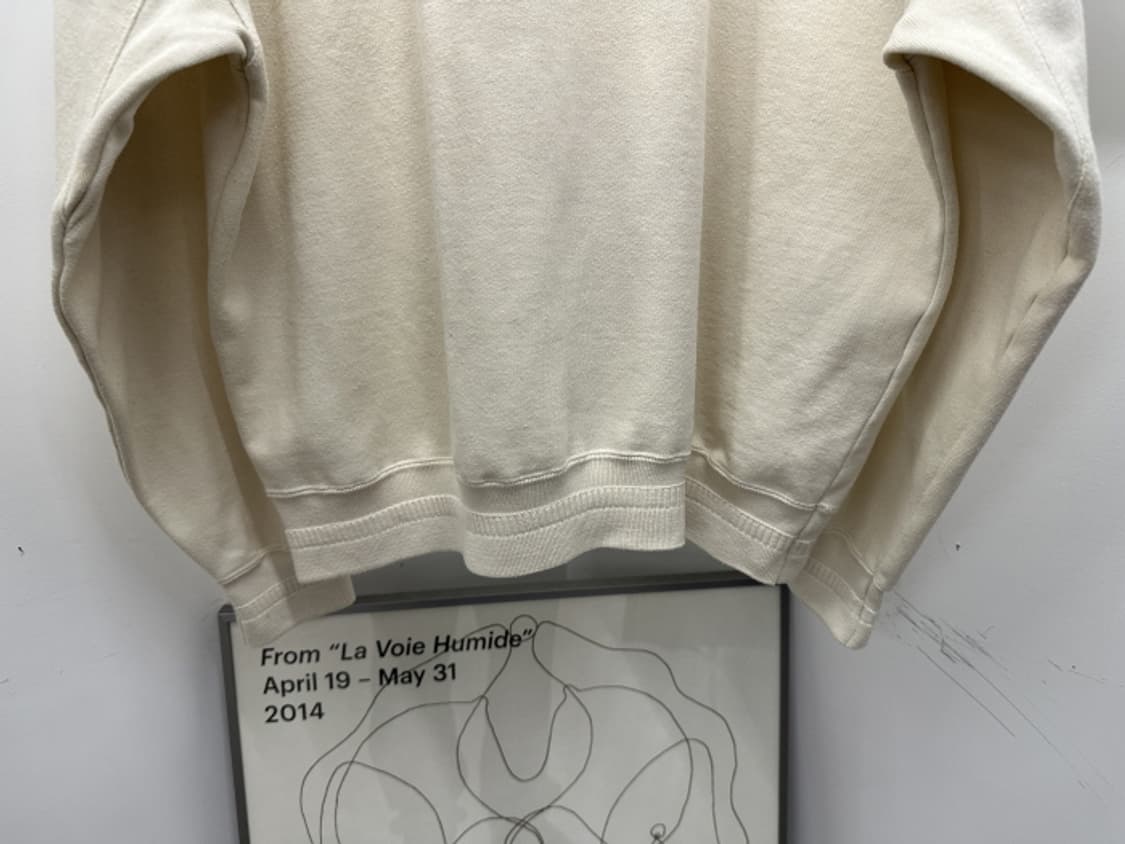 From “La Voie Humide”
April 19 – May 31
2014